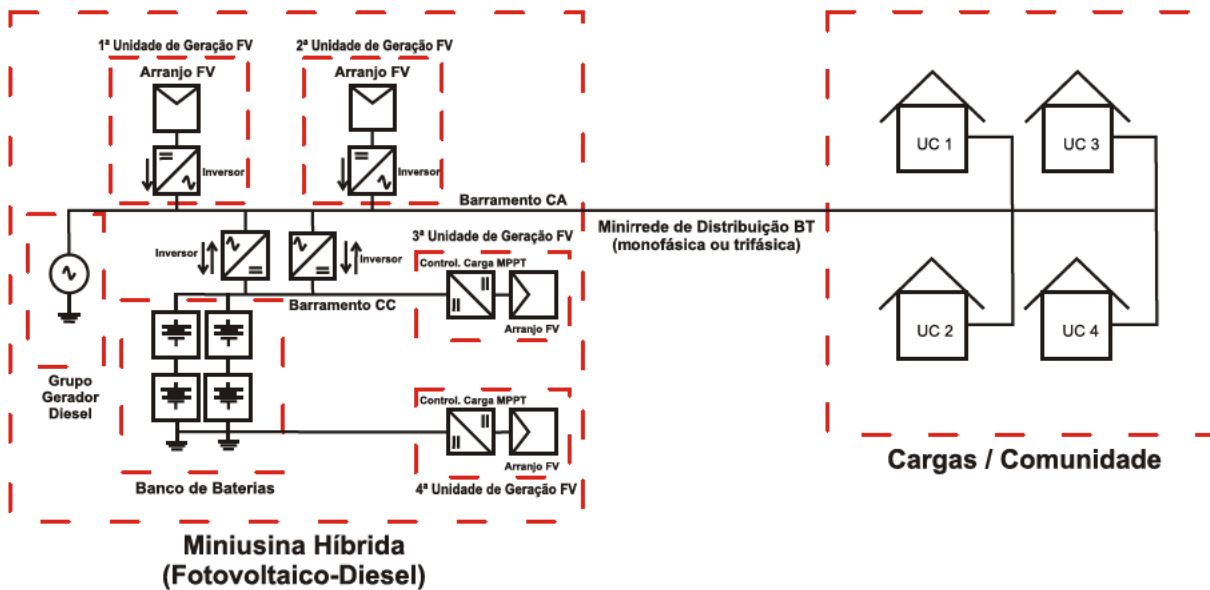 1ª Unidade de Geração FV
2ª Unidade de Geração FV
Arranjo FV
Arranjo FV
Inversor
Inversor
Barramento CA
Minirrede de Distribuição BT
(monofásica ou trifásica)
Inversor
Inversor
3ª Unidade de Geração FV
Control. Carga MPPT
Arranjo FV
Barramento CC
Grupo
Gerador
Diesel
Control. Carga MPPT
Arranjo FV
4ª Unidade de Geração FV
Banco de Baterias
Miniusina Híbrida
(Fotovoltaico-Diesel)
UC 1
UC 3
UC 2
UC 4
Cargas / Comunidade